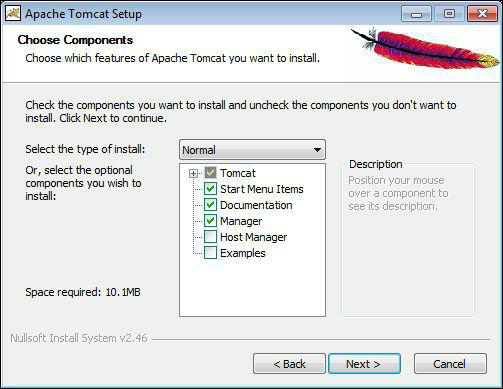 Apache Tomcat Setup
Choose Components
Choose which features of Apache Tomcat you want to install.
Check the components you want to install and uncheck the components you don't want to
install. Click Next to continue.
Select the type of install:
Normal
Or, select the optional
components you wish to
install:
Tomcat
Start Menu Items
Documentation
Manager
Host Manager
Examples
Description
Position your mouse
over a component to
see its description.
Space required: 10.1MB
Nullsoft Install System v2.46
< Back
Next >
Cancel